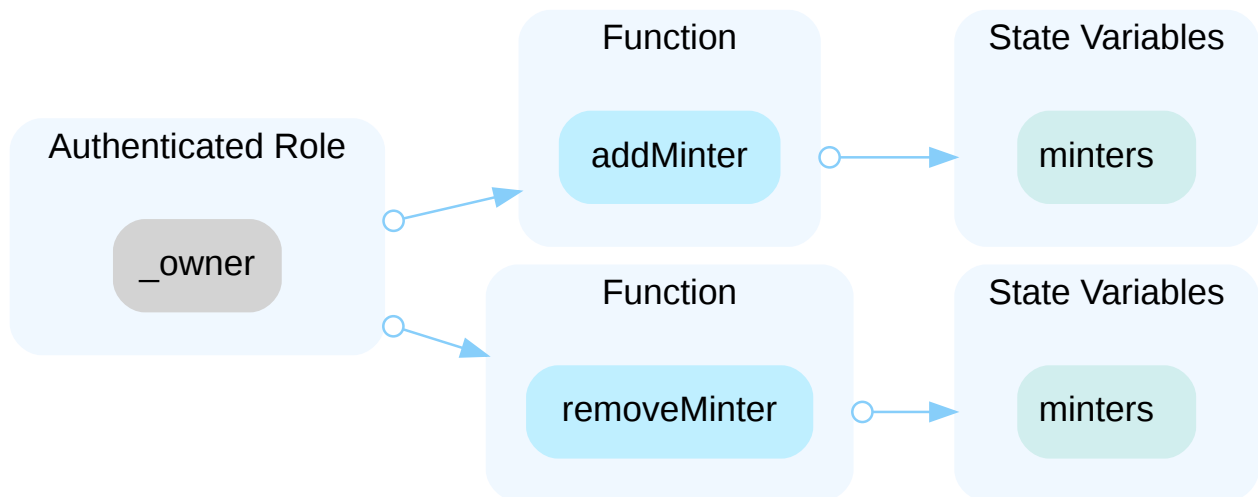 Authenticated Role
_owner
Function
addMinter
State Variables
minters
Function
removeMinter
State Variables
minters